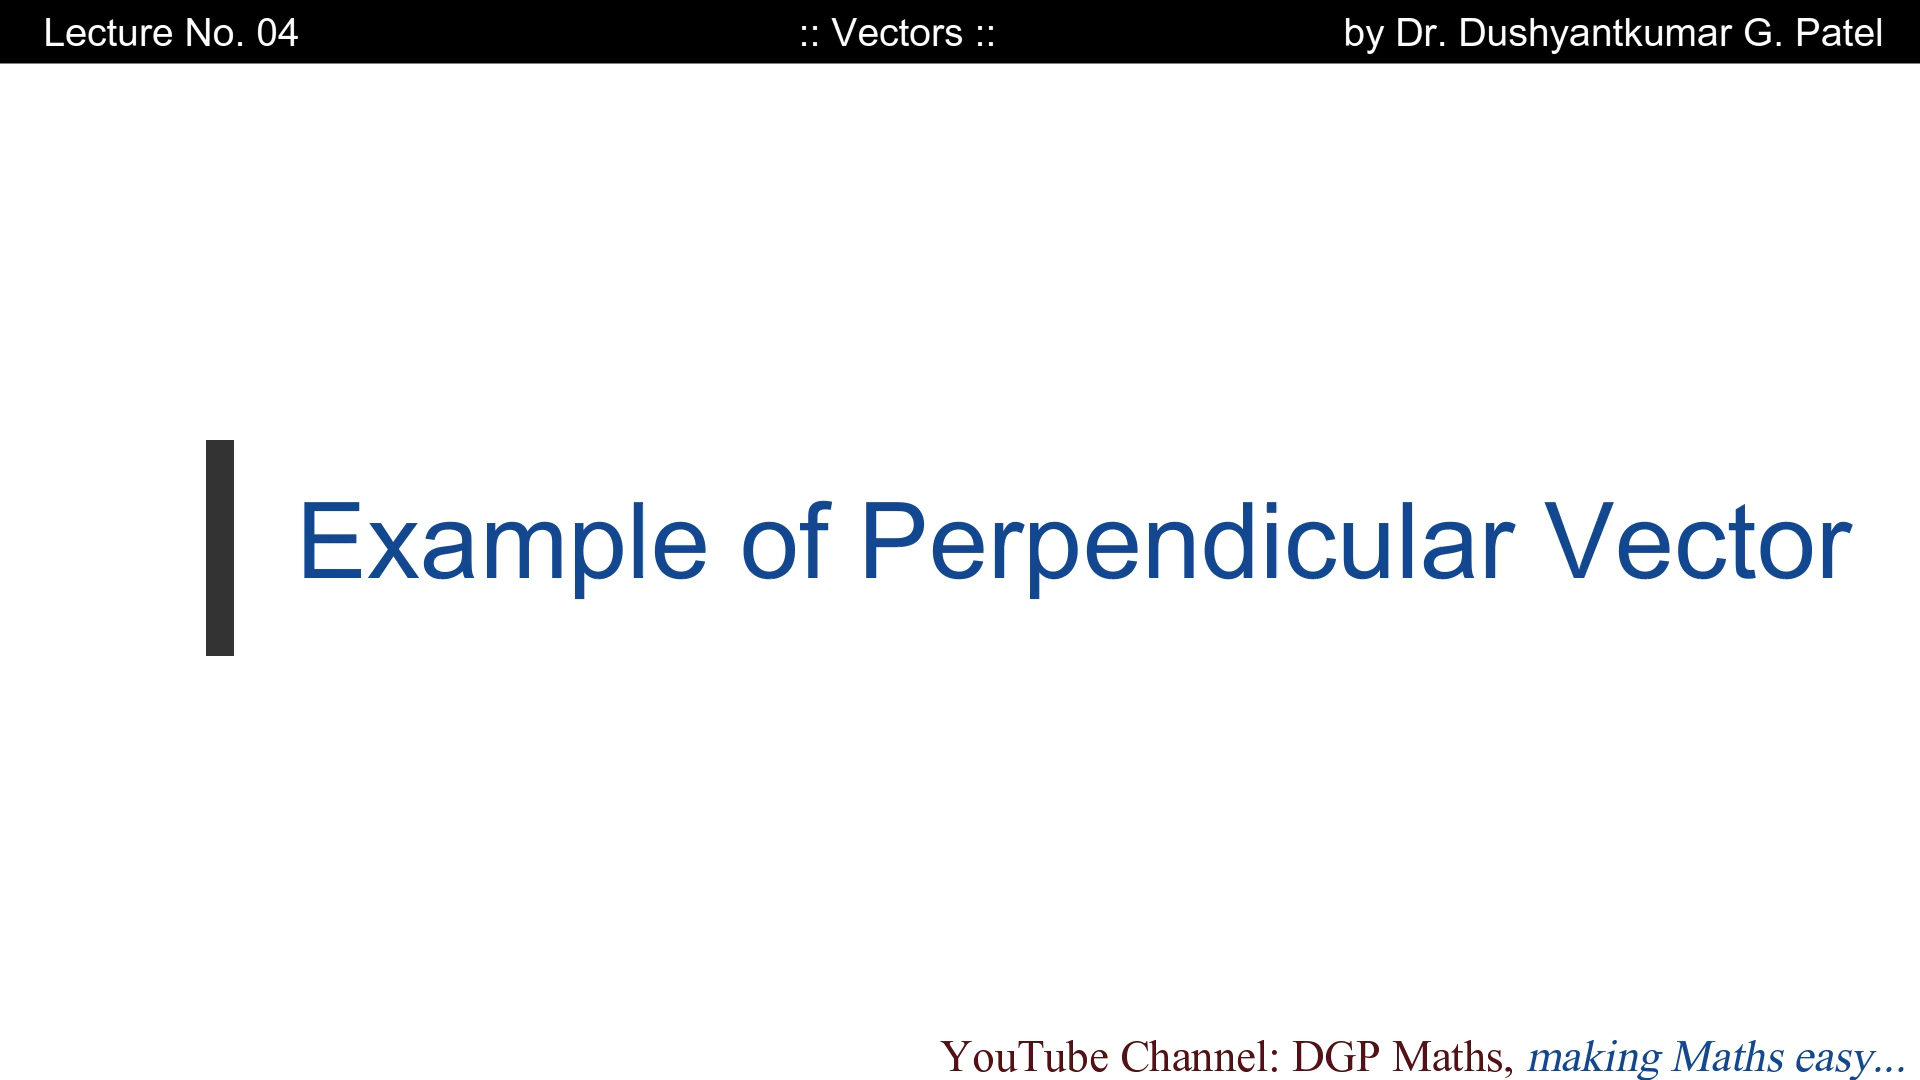 Lecture No. 04 :: Vectors :: by Dr. Dushyantkumar G. Patel
Example of Perpendicular Vector
YouTube Channel: DGP Maths, making Maths easy...